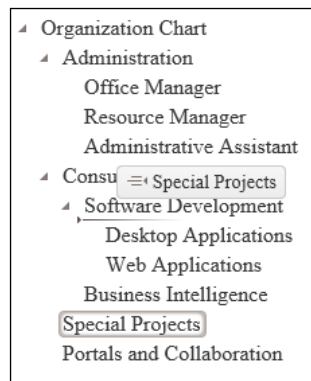 Organization Chart
Administration
Office Manager
Resource Manager
Administrative Assistant
Consu
Special Projects
Software Development
Desktop Applications
Web Applications
Business Intelligence
Special Projects
Portals and Collaboration